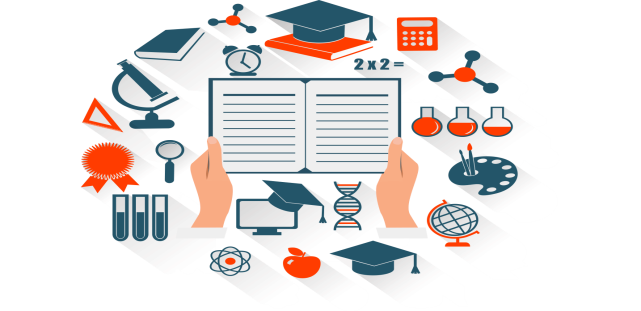 2 x 2 =